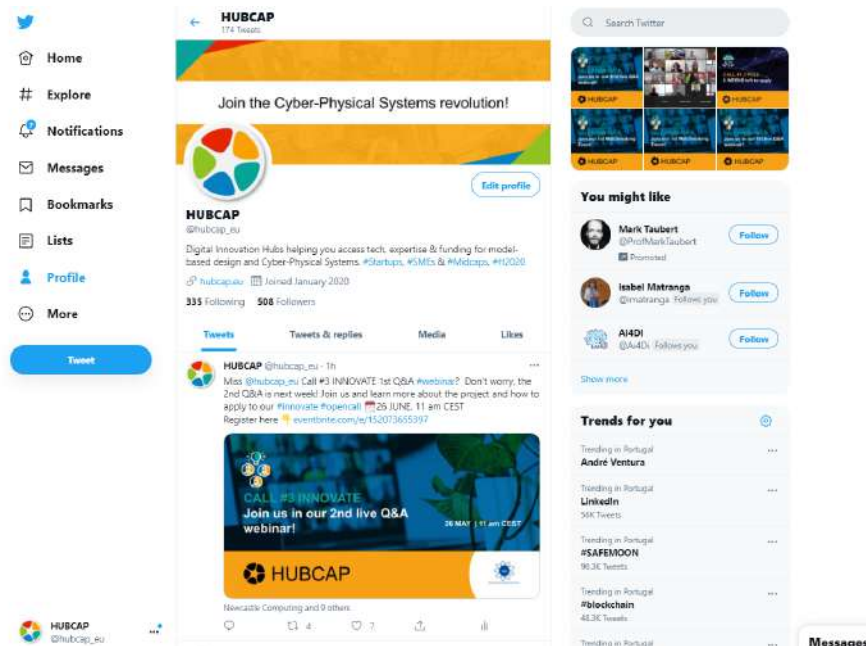 Home
Explore
Notifications
Messages
Bookmarks
Lists
Profile
More
Tweet
HUBCAP
@hubcap_eu
HUBCAP
174 Tweets
Join the Cyber-Physical Systems revolution!
Edit profile
HUBCAP
@hubcap_eu
Digital Innovation Hubs helping you access tech, expertise & funding for model-
based design and Cyber-Physical Systems. #Startups, #SMEs & #Midcaps, #H2020
hubcap.eu Joined January 2020
335 Following 508 Followers
Tweets Tweets & replies Media Likes
HUBCAP @hubcap_eu · 1h
Miss @hubcap_eu Call #3 INNOVATE 1st Q&A #webinar? Don't worry, the
2nd Q&A is next week! Join us and learn more about the project and how to
apply to our #innovate #opencall 26 JUNE, 11 am CEST
Register here eventbrite.com/e/152073655397
CALL #3 INNOVATE
Join us in our 2nd live Q&A
webinar!
26 MAY | 11 am CEST
HUBCAP
Newcastle Computing and 9 others
4 7
Search Twitter
HUBCAP
HUBCAP
HUBCAP
HUBCAP
HUBCAP
You might like
Mark Taubert
@ProfMarkTaubert
Promoted
Follow
Isabel Matranga
@imatranga Follows you
Follow
AI4DI
@Ai4Di Follows you
Follow
Show more
Trends for you
Trending in Portugal
André Ventura
Trending in Portugal
LinkedIn
Trending in Portugal
#SAFEMOON
Trending in Portugal
#blockchain
Trending in Portugal
Messages